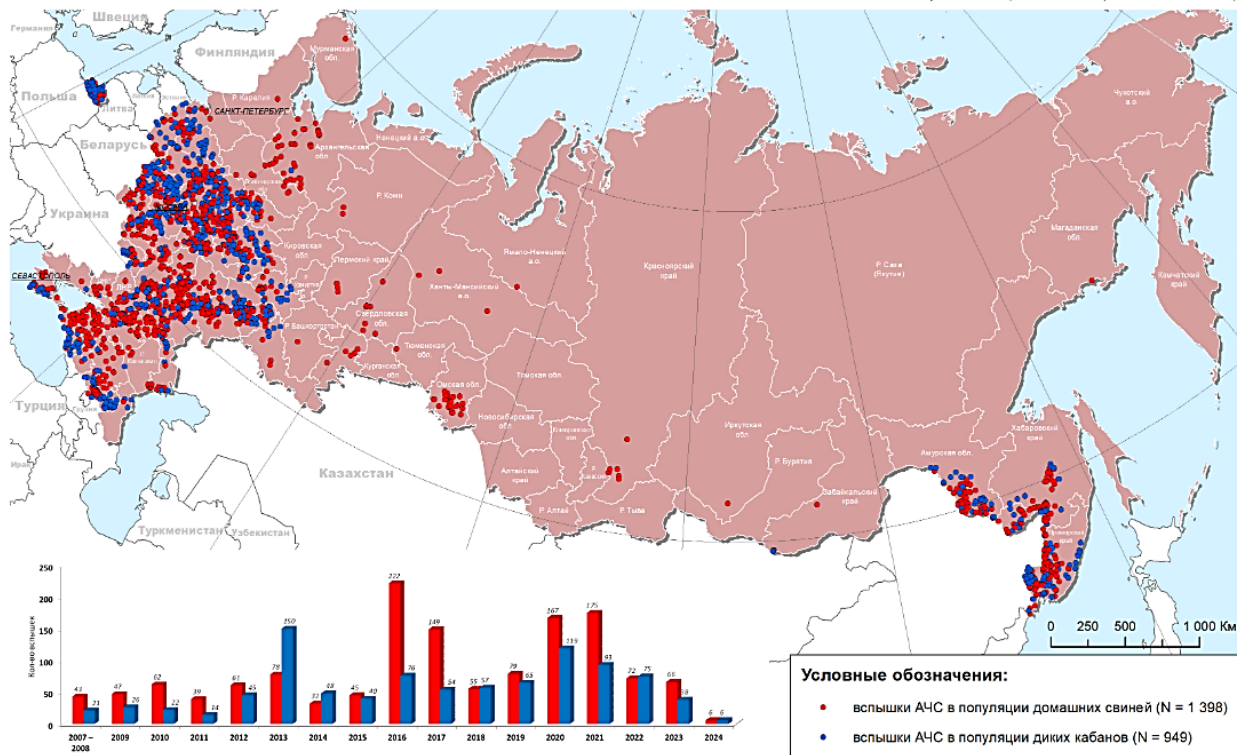 Швеция
Германия
Финляндия
Мурманская
обл.
Польша
Литва
Р. Карелия
САНКТ-ПЕТЕРБУРГ
Ненецкий а.о.
Чукотский
а.о.
Беларусь
Архангельская
обл.
Р. Коми
Украина
Магаданская
обл.
Ямало-Ненецкий
а.о.
Кировская
обл.
Пермский край
Красноярский
край
Р. Саха
(Якутия)
Камчатский
край
СЕВАСТОПОЛЬ
ЛНР
Ханты-Мансийский
а.о.
Свердловская
обл.
Р. Башкортостан
Тюменская
обл.
Курганская
обл.
Томская обл.
Омская обл.
Турция
Грузия
Новосибирская
обл.
Кемеровская
обл.
Иркутская
обл.
Хабаровский
край
Амурская обл.
Р. Бурятия
Забайкальский
край
Казахстан
Алтайский
край
Р.
Хакасия
Приморский
край
Ирак
Р. Алтай
Р. Тыва
Туркменистан
Узбекистан
0 250 500 1 000 Км
Кол-во вспышек
250
200
150
100
50
0
43 21
47 26
62 22
39 14
61 45
78 150
32 48
45 40
222 76
149 54
55 57
79 65
167 119
175 93
72 75
66 38
6 6
2007 – 2009 2010 2011 2012 2013 2014 2015 2016 2017 2018 2019 2020 2021 2022 2023 2024
2008
Условные обозначения:
вспышки АЧС в популяции домашних свиней (N = 1 398)
вспышки АЧС в популяции диких кабанов (N = 949)